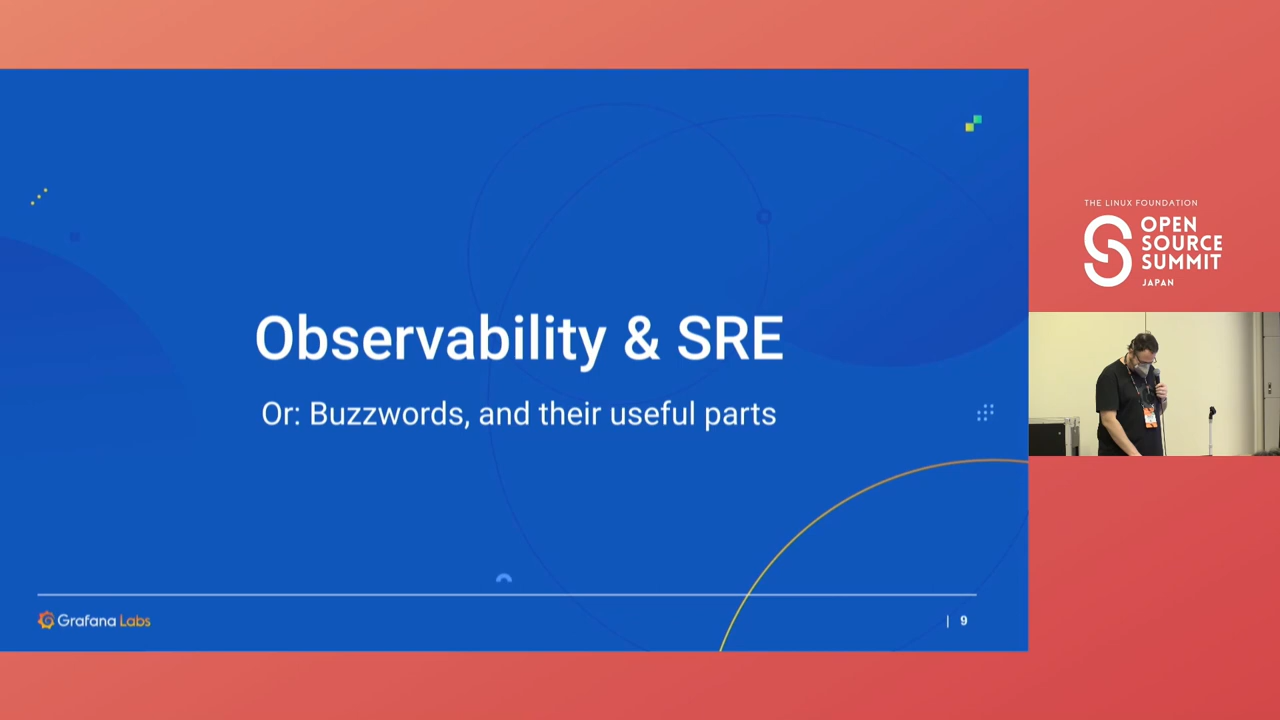 Observability & SRE
Or: Buzzwords, and their useful parts
Grafana Labs
| 9
THE LINUX FOUNDATION
OPEN
SOURCE
SUMMIT
JAPAN